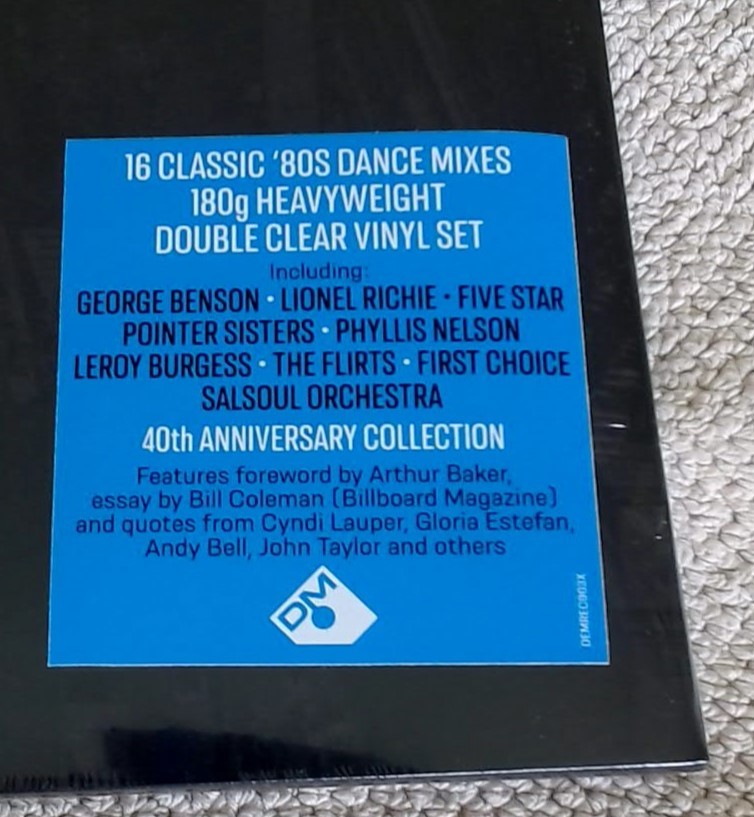 16 CLASSIC '80S DANCE MIXES
180g HEAVYWEIGHT
DOUBLE CLEAR VINYL SET
Including:
GEORGE BENSON • LIONEL RICHIE • FIVE STAR
POINTER SISTERS • PHYLLIS NELSON
LEROY BURGESS • THE FLIRTS • FIRST CHOICE
SALSOUL ORCHESTRA
40th ANNIVERSARY COLLECTION
Features foreword by Arthur Baker,
essay by Bill Coleman (Billboard Magazine)
and quotes from Cyndi Lauper, Gloria Estefan,
Andy Bell, John Taylor and others
DM